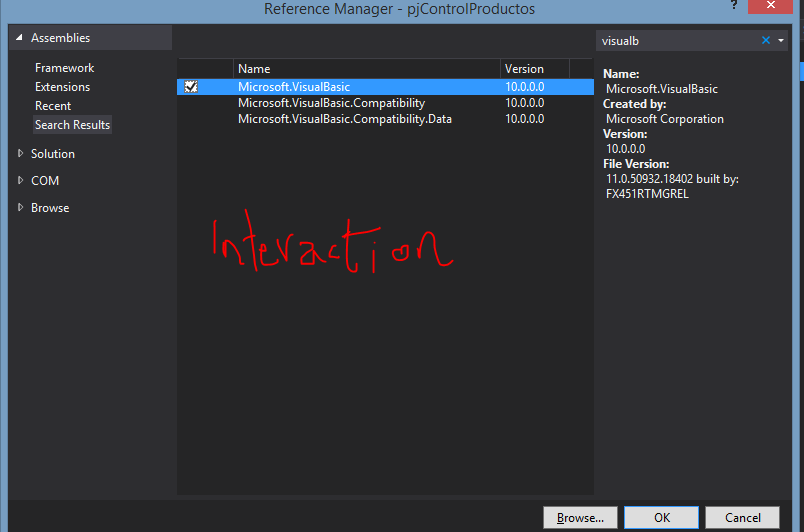 Reference Manager - pjControlProductos
?
Assemblies
visualb
Framework
Extensions
Recent
Search Results
Solution
COM
Browse
Name Version
Microsoft.VisualBasic 10.0.0.0
Microsoft.VisualBasic.Compatibility 10.0.0.0
Microsoft.VisualBasic.Compatibility.Data 10.0.0.0
Name:
Microsoft.VisualBasic
Created by:
Microsoft Corporation
Version:
10.0.0.0
File Version:
11.0.50932.18402 built by:
FX451RTMGREL
Interaction
Browse... OK Cancel